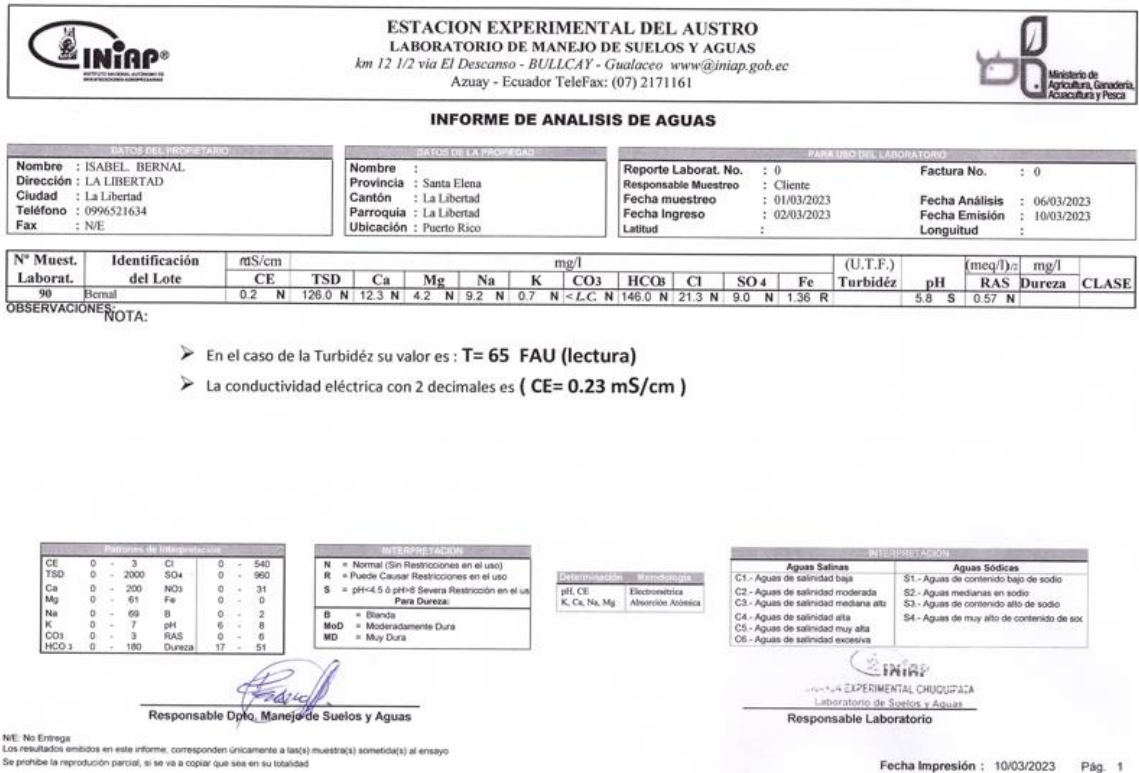 INiAP®
INSTITUTO NACIONAL AUTÓNOMO DE
INVESTIGACIONES AGROPECUARIAS
ESTACION EXPERIMENTAL DEL AUSTRO
LABORATORIO DE MANEJO DE SUELOS Y AGUAS
km 12 1/2 via El Descanso - BULLCAY - Gualaceo www@iniap.gob.ec
Azuay - Ecuador TeleFax: (07) 2171161
Ministerio de
Agricultura, Ganadería,
Acuacultura y Pesca
INFORME DE ANALISIS DE AGUAS
DATOS DEL PROPIETARIO
Nombre : ISABEL BERNAL
Dirección : LA LIBERTAD
Ciudad : La Libertad
Teléfono : 0996521634
Fax : N/E
DATOS DE LA PROPIEDAD
Nombre :
Provincia : Santa Elena
Cantón : La Libertad
Parroquia : La Libertad
Ubicación : Puerto Rico
PARA USO DEL LABORATORIO
Reporte Laborat. No. : 0 Factura No. : 0
Responsable Muestreo : Cliente
Fecha muestreo : 01/03/2023 Fecha Análisis : 06/03/2023
Fecha Ingreso : 02/03/2023 Fecha Emisión : 10/03/2023
Latitud : Longuitud :
Nº Muest. Identificación mS/cm mg/l (U.T.F.) (meq/l)½ mg/l
Laborat. del Lote CE TSD Ca Mg Na K CO3 HCO3 Cl SO4 Fe Turbidéz pH RAS Dureza CLASE
90 Bernal 0.2 N 126.0 N 12.3 N 4.2 N 9.2 N 0.7 N <L.C. N 146.0 N 21.3 N 9.0 N 1.36 R 5.8 S 0.57 N
OBSERVACIONES:
NOTA:
➢ En el caso de la Turbidéz su valor es : T= 65 FAU (lectura)
➢ La conductividad eléctrica con 2 decimales es ( CE= 0.23 mS/cm )
Patrones de Interpretación
CE 0 - 3 Cl 0 - 540
TSD 0 - 2000 SO4 0 - 960
Ca 0 - 200 NO3 0 - 31
Mg 0 - 61 Fe 0 - 0
Na 0 - 69 B 0 - 2
K 0 - 7 pH 6 - 8
CO3 0 - 3 RAS 0 - 6
HCO3 0 - 180 Dureza 17 - 51
INTERPRETACION
N = Normal (Sin Restricciones en el uso)
R = Puede Causar Restricciones en el uso
S = pH<4.5 ò pH>8 Severa Restricción en el us
Para Dureza:
B = Blanda
MoD = Moderadamente Dura
MD = Muy Dura
Determinación Metodología
pH, CE Electrométrica
K, Ca, Na, Mg Absorción Atómica
INTERPRETACION
Aguas Salinas
C1.- Aguas de salinidad baja
C2.- Aguas de salinidad moderada
C3.- Aguas de salinidad mediana alta
C4.- Aguas de salinidad alta
C5.- Aguas de salinidad muy alta
C6.- Aguas de salinidad excesiva
Aguas Sódicas
S1.- Aguas de contenido bajo de sodio
S2.- Aguas medianas en sodio
S3.- Aguas de contenido alto de sodio
S4.- Aguas de muy alto de contenido de soc
Responsable Dpto. Manejo de Suelos y Aguas
INIAP
EXPERIMENTAL CHUQUIPATA
Laboratorio de Suelos y Aguas
Responsable Laboratorio
N/E: No Entrega
Los resultados emitidos en este informe, corresponden únicamente a las(s) muestra(s) sometida(s) al ensayo
Se prohibe la reprodución parcial, si se va a copiar que sea en su totalidad
Fecha Impresión : 10/03/2023 Pág. 1